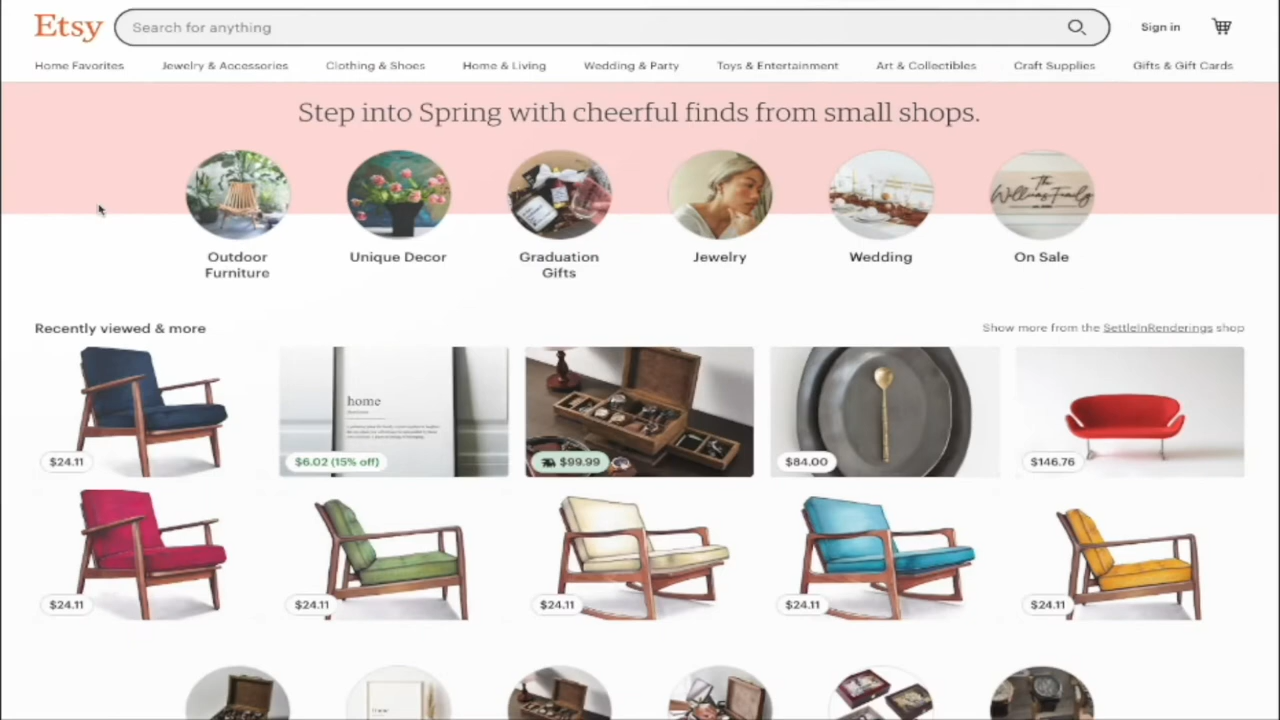 Etsy
Search for anything
Sign in
Home Favorites
Jewelry & Accessories
Clothing & Shoes
Home & Living
Wedding & Party
Toys & Entertainment
Art & Collectibles
Craft Supplies
Gifts & Gift Cards
Step into Spring with cheerful finds from small shops.
The
Williams Family
Outdoor
Furniture
Unique Decor
Graduation
Gifts
Jewelry
Wedding
On Sale
Recently viewed & more
Show more from the SettleInRenderings shop
home
$24.11
$6.02 (15% off)
$99.99
$84.00
$146.76
$24.11
$24.11
$24.11
$24.11
$24.11